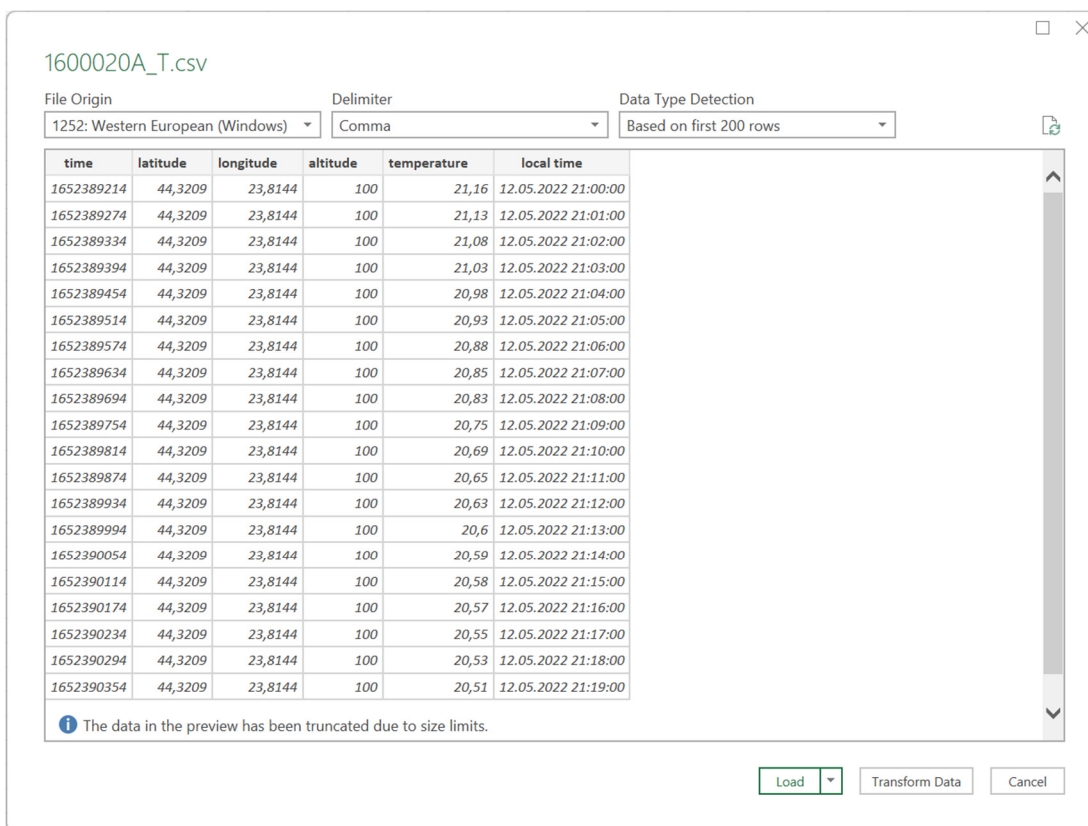 1600020A_T.csv
File Origin Delimiter Data Type Detection
1252: Western European (Windows) Comma Based on first 200 rows
time latitude longitude altitude temperature local time
1652389214 44,3209 23,8144 100 21,16 12.05.2022 21:00:00
1652389274 44,3209 23,8144 100 21,13 12.05.2022 21:01:00
1652389334 44,3209 23,8144 100 21,08 12.05.2022 21:02:00
1652389394 44,3209 23,8144 100 21,03 12.05.2022 21:03:00
1652389454 44,3209 23,8144 100 20,98 12.05.2022 21:04:00
1652389514 44,3209 23,8144 100 20,93 12.05.2022 21:05:00
1652389574 44,3209 23,8144 100 20,88 12.05.2022 21:06:00
1652389634 44,3209 23,8144 100 20,85 12.05.2022 21:07:00
1652389694 44,3209 23,8144 100 20,83 12.05.2022 21:08:00
1652389754 44,3209 23,8144 100 20,75 12.05.2022 21:09:00
1652389814 44,3209 23,8144 100 20,69 12.05.2022 21:10:00
1652389874 44,3209 23,8144 100 20,65 12.05.2022 21:11:00
1652389934 44,3209 23,8144 100 20,63 12.05.2022 21:12:00
1652389994 44,3209 23,8144 100 20,6 12.05.2022 21:13:00
1652390054 44,3209 23,8144 100 20,59 12.05.2022 21:14:00
1652390114 44,3209 23,8144 100 20,58 12.05.2022 21:15:00
1652390174 44,3209 23,8144 100 20,57 12.05.2022 21:16:00
1652390234 44,3209 23,8144 100 20,55 12.05.2022 21:17:00
1652390294 44,3209 23,8144 100 20,53 12.05.2022 21:18:00
1652390354 44,3209 23,8144 100 20,51 12.05.2022 21:19:00
The data in the preview has been truncated due to size limits.
Load Transform Data Cancel